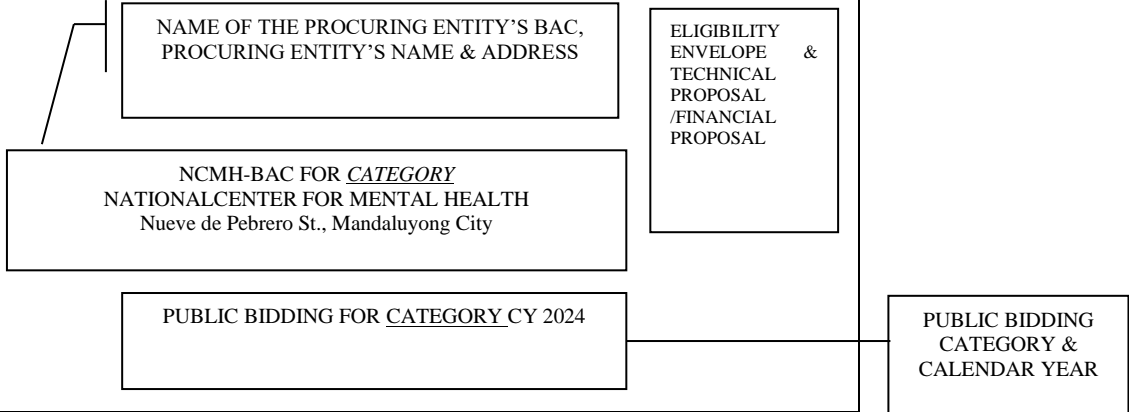 NAME OF THE PROCURING ENTITY’S BAC,
PROCURING ENTITY’S NAME & ADDRESS
ELIGIBILITY
ENVELOPE &
TECHNICAL
PROPOSAL
/FINANCIAL
PROPOSAL
NCMH-BAC FOR CATEGORY
NATIONALCENTER FOR MENTAL HEALTH
Nueve de Pebrero St., Mandaluyong City
PUBLIC BIDDING FOR CATEGORY CY 2024
PUBLIC BIDDING
CATEGORY &
CALENDAR YEAR